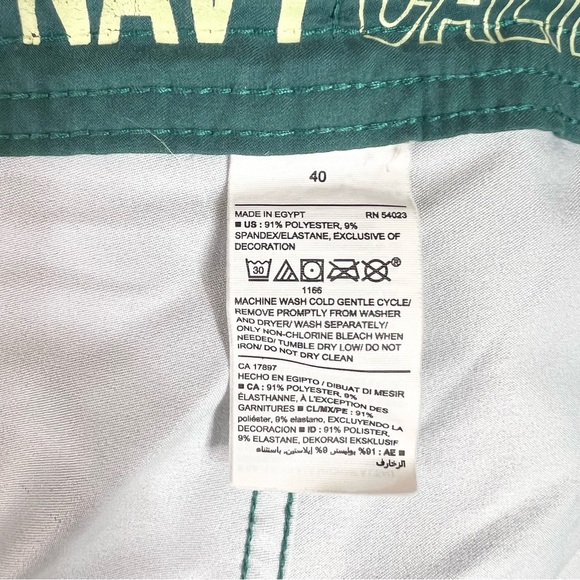 NAVY CALIF
40
MADE IN EGYPT RN 54023
■ US : 91% POLYESTER, 9%
SPANDEX/ELASTANE, EXCLUSIVE OF
DECORATION
30
1166
MACHINE WASH COLD GENTLE CYCLE/
REMOVE PROMPTLY FROM WASHER
AND DRYER/ WASH SEPARATELY/
ONLY NON-CHLORINE BLEACH WHEN
NEEDED/ TUMBLE DRY LOW/ DO NOT
IRON/ DO NOT DRY CLEAN
CA 17897
HECHO EN EGIPTO / DIBUAT DI MESIR
■ CA : 91% POLYESTER, 9%
ÉLASTHANNE, À L'EXCEPTION DES
GARNITURES ■ CL/MX/PE : 91%
poliéster, 9% elastano, EXCLUYENDO LA
DECORACION ■ ID : 91% POLISTER,
9% ELASTANE, DEKORASI EKSKLUSIF
■ AE : 91% بوليستر, 9% إيلاستين, باستثناء
الزخارف